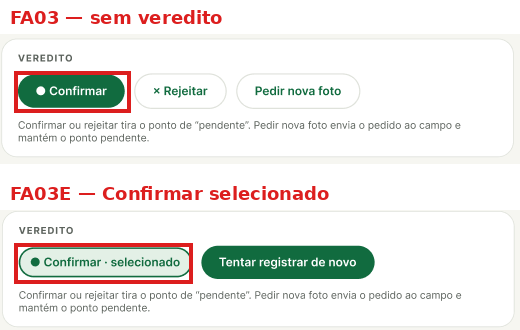 FA03 — sem veredito
VEREDITO
● Confirmar
× Rejeitar
Pedir nova foto
Confirmar ou rejeitar tira o ponto de “pendente”. Pedir nova foto envia o pedido ao campo e
mantém o ponto pendente.
FA03E — Confirmar selecionado
VEREDITO
● Confirmar · selecionado
Tentar registrar de novo
Confirmar ou rejeitar tira o ponto de “pendente”. Pedir nova foto envia o pedido ao campo e
mantém o ponto pendente.